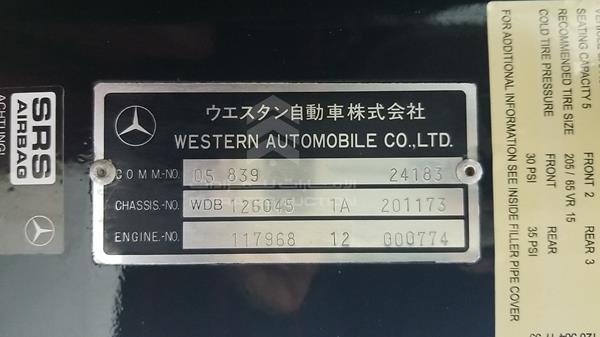 SRS
AIRBAG
ACHTUNG!
ウエスタン自動車株式会社
WESTERN AUTOMOBILE CO.,LTD.
COMM.-NO. 05 839 24183
CHASSIS.-NO. WDB 126045 1A 201173
ENGINE.-NO. 117968 12 000774
SEATING CAPACITY 5 FRONT 2 REAR 3
RECOMMENDED TIRE SIZE 205 / 65 VR 15
COLD TIRE PRESSURE FRONT REAR
30 PSI 35 PSI
FOR ADDITIONAL INFORMATION SEE INSIDE FILLER PIPE COVER